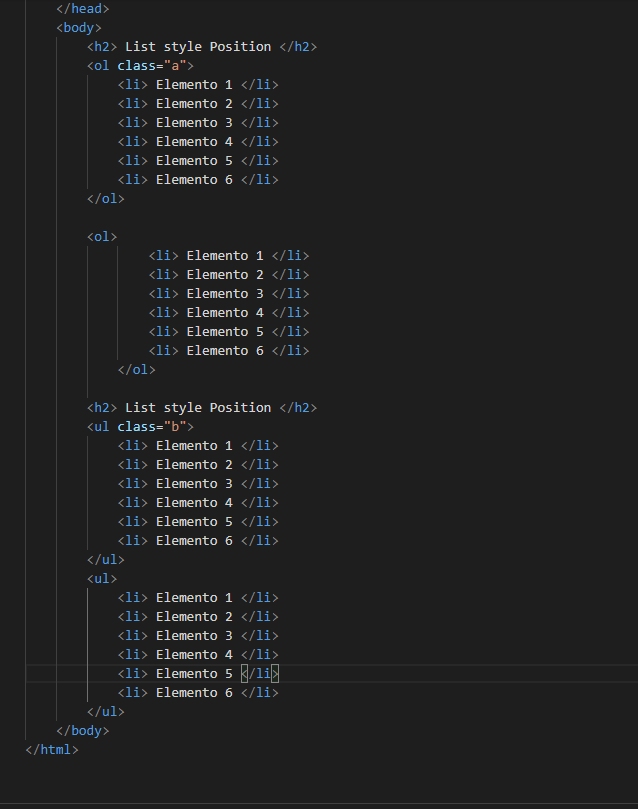 </head>
<body>
<h2> List style Position </h2>
<ol class="a">
<li> Elemento 1 </li>
<li> Elemento 2 </li>
<li> Elemento 3 </li>
<li> Elemento 4 </li>
<li> Elemento 5 </li>
<li> Elemento 6 </li>
</ol>
<ol>
<li> Elemento 1 </li>
<li> Elemento 2 </li>
<li> Elemento 3 </li>
<li> Elemento 4 </li>
<li> Elemento 5 </li>
<li> Elemento 6 </li>
</ol>
<h2> List style Position </h2>
<ul class="b">
<li> Elemento 1 </li>
<li> Elemento 2 </li>
<li> Elemento 3 </li>
<li> Elemento 4 </li>
<li> Elemento 5 </li>
<li> Elemento 6 </li>
</ul>
<ul>
<li> Elemento 1 </li>
<li> Elemento 2 </li>
<li> Elemento 3 </li>
<li> Elemento 4 </li>
<li> Elemento 5 </li>
<li> Elemento 6 </li>
</ul>
</body>
</html>